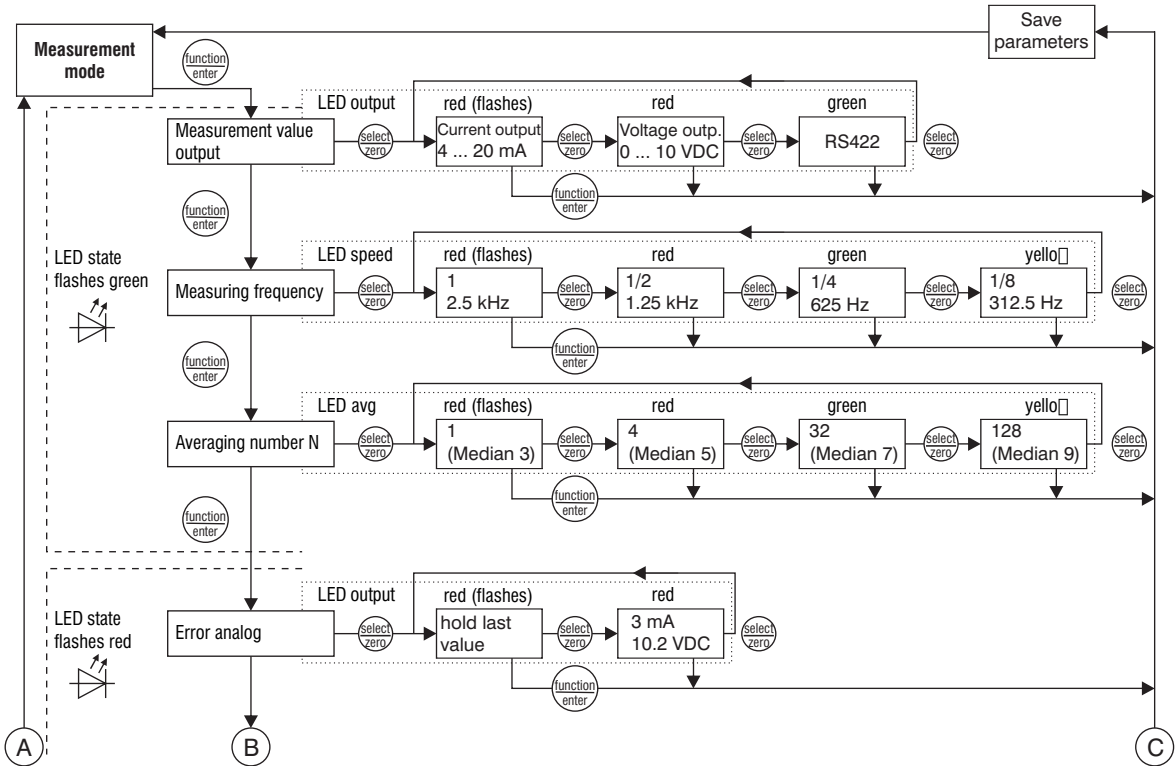 Save
parameters
Measurement
mode
function
enter
LED output
red (flashes)
red
green
Measurement value
output
select
zero
Current output
4 ... 20 mA
select
zero
Voltage outp.
0 ... 10 VDC
select
zero
RS422
select
zero
function
enter
function
enter
LED state
flashes green
LED speed
red (flashes)
red
green
yello▯
Measuring frequency
select
zero
1
2.5 kHz
select
zero
1/2
1.25 kHz
select
zero
1/4
625 Hz
select
zero
1/8
312.5 Hz
select
zero
function
enter
function
enter
LED avg
red (flashes)
red
green
yello▯
Averaging number N
select
zero
1
(Median 3)
select
zero
4
(Median 5)
select
zero
32
(Median 7)
select
zero
128
(Median 9)
select
zero
function
enter
function
enter
LED state
flashes red
LED output
red (flashes)
red
Error analog
select
zero
hold last
value
select
zero
3 mA
10.2 VDC
select
zero
function
enter
A
B
C